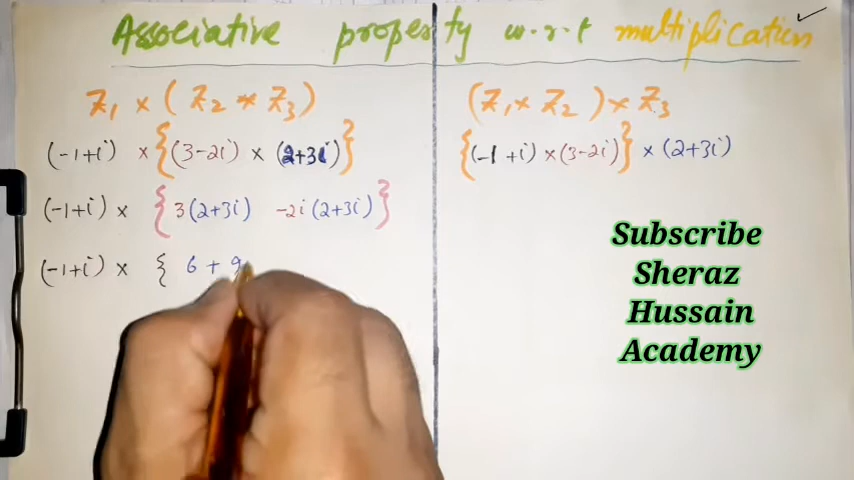 Associative property w.r.t multiplication
Z₁ × ( Z₂ × Z₃ )
(-1+i) × {(3-2i) × (2+3i)}
(-1+i) × { 3(2+3i) -2i(2+3i)}
(-1+i) × { 6 + 9
(Z₁ × Z₂ ) × Z₃
{(-1 +i) × (3-2i)} × (2+3i)
Subscribe
Sheraz
Hussain
Academy